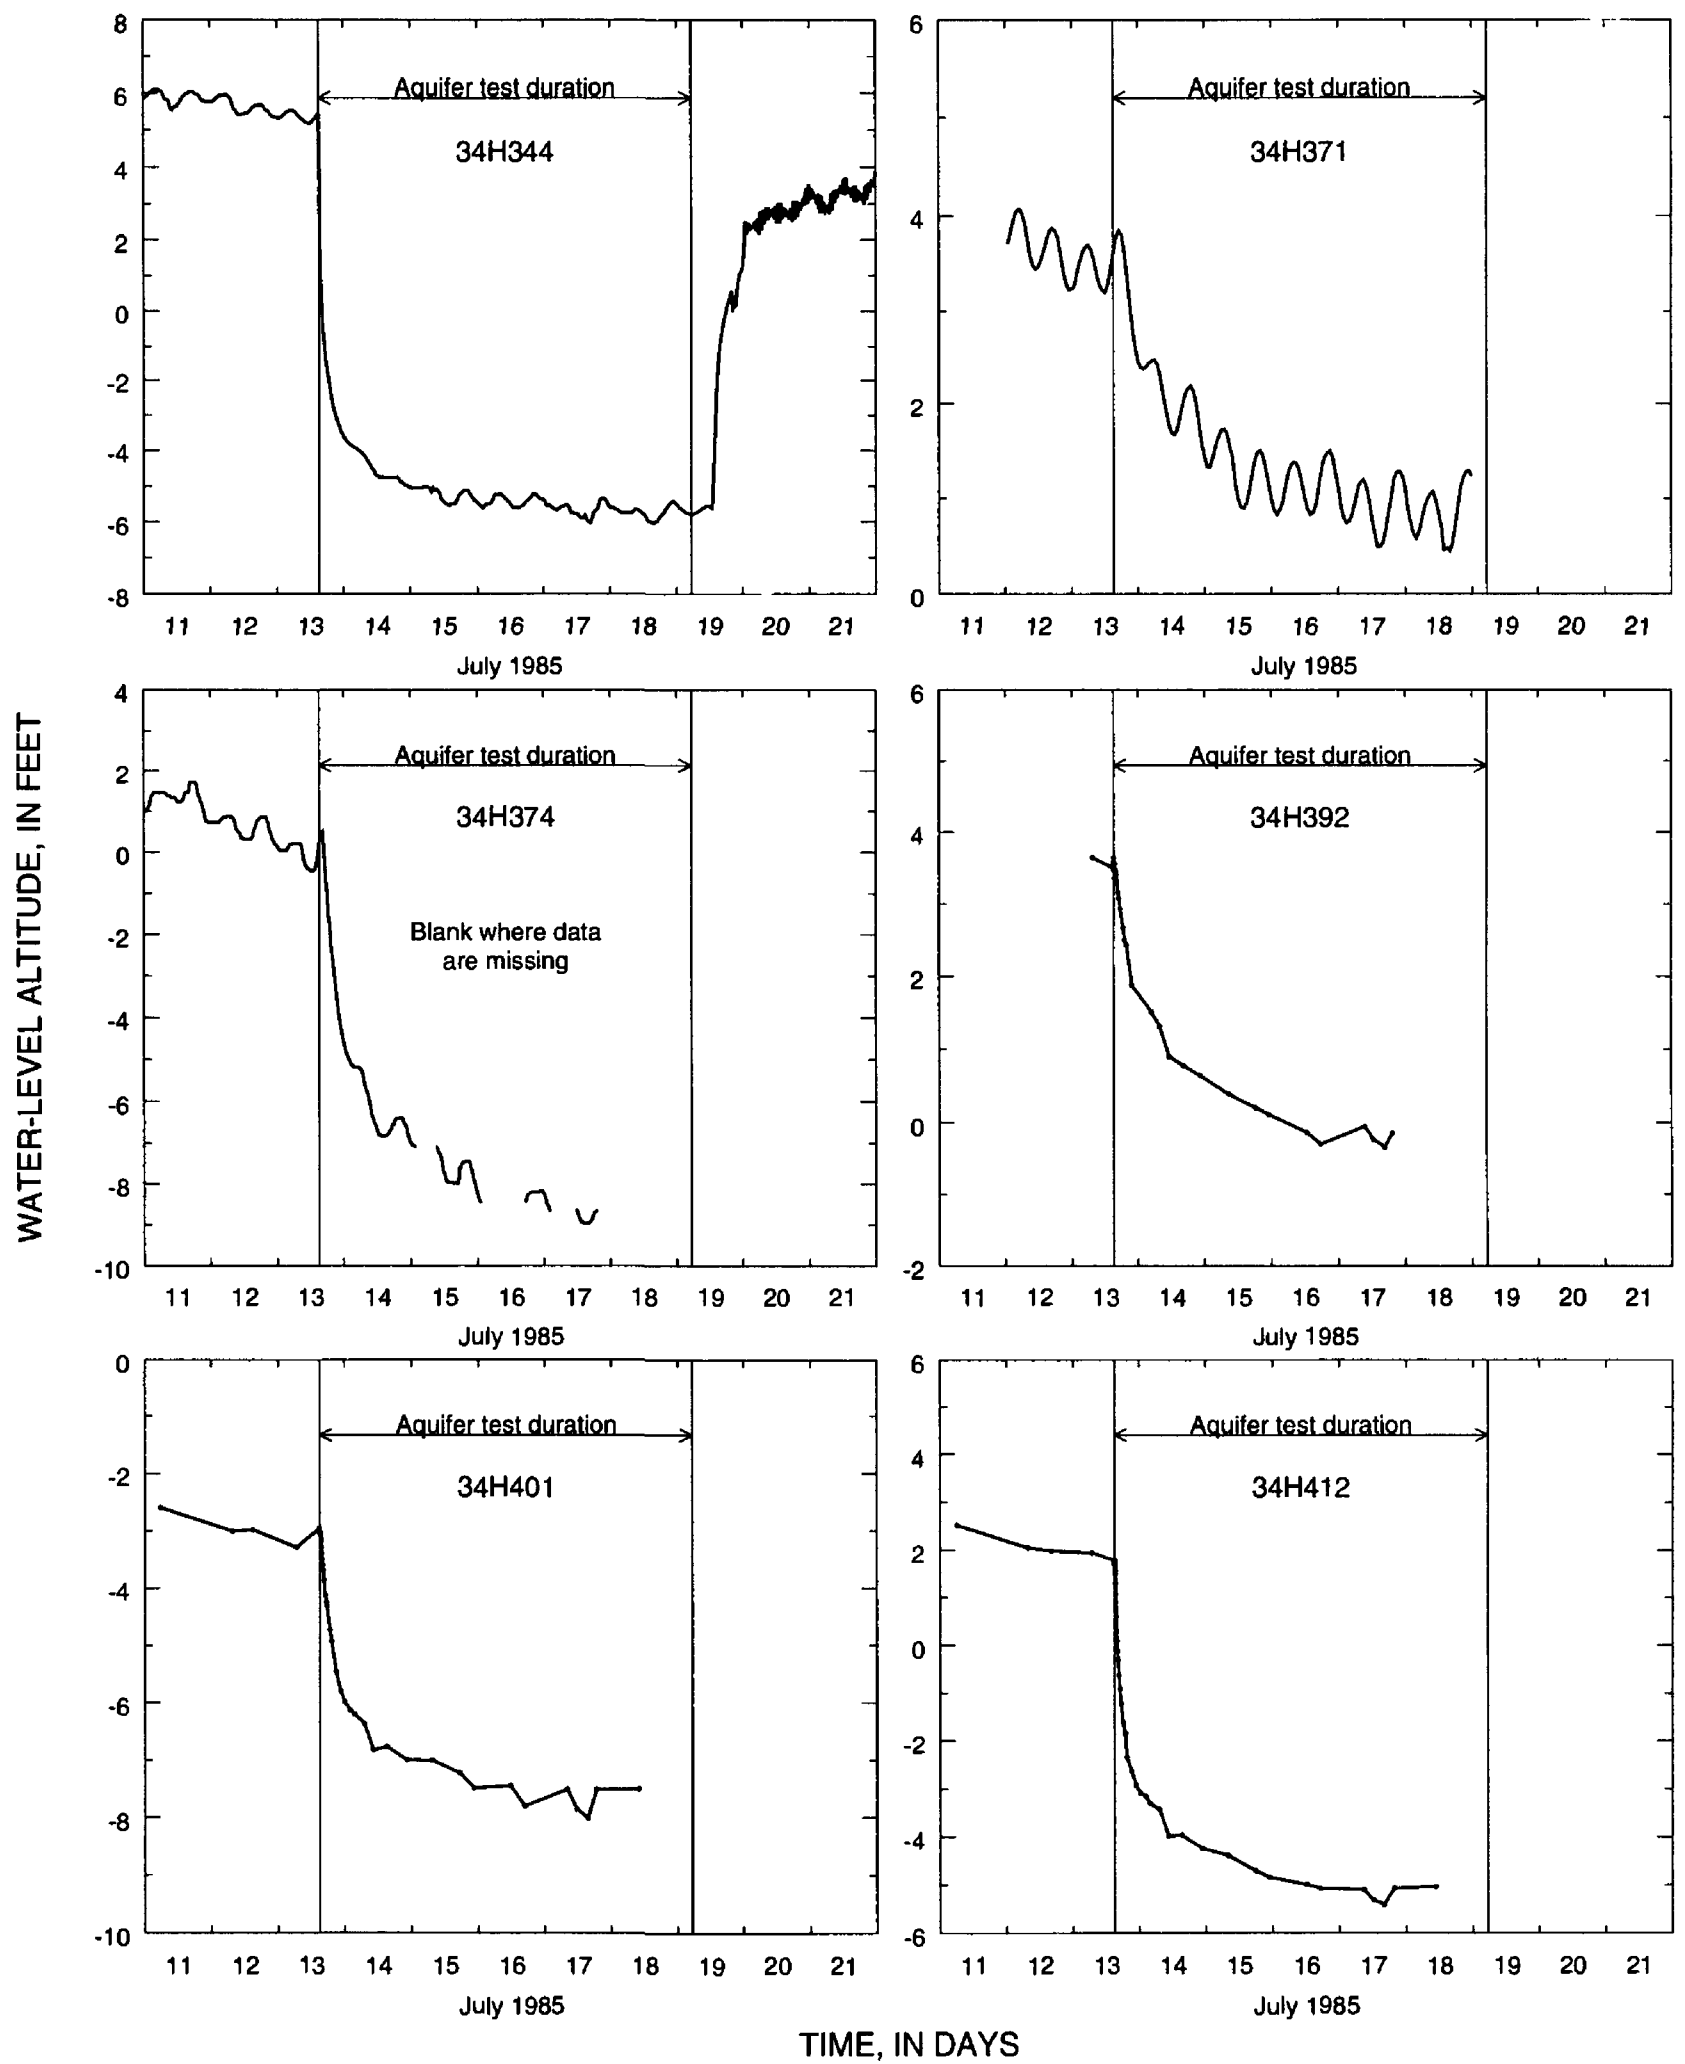 WATER-LEVEL ALTITUDE, IN FEET
8
6
4
2
0
-2
-4
-6
-8
Aquifer test duration
34H344
11 12 13 14 15 16 17 18 19 20 21
July 1985
6
4
2
0
Aquifer test duration
34H371
11 12 13 14 15 16 17 18 19 20 21
July 1985
4
2
0
-2
-4
-6
-8
-10
Aquifer test duration
34H374
Blank where data
are missing
11 12 13 14 15 16 17 18 19 20 21
July 1985
6
4
2
0
-2
Aquifer test duration
34H392
11 12 13 14 15 16 17 18 19 20 21
July 1985
0
-2
-4
-6
-8
-10
Aquifer test duration
34H401
11 12 13 14 15 16 17 18 19 20 21
July 1985
6
4
2
0
-2
-4
-6
Aquifer test duration
34H412
11 12 13 14 15 16 17 18 19 20 21
July 1985
TIME, IN DAYS